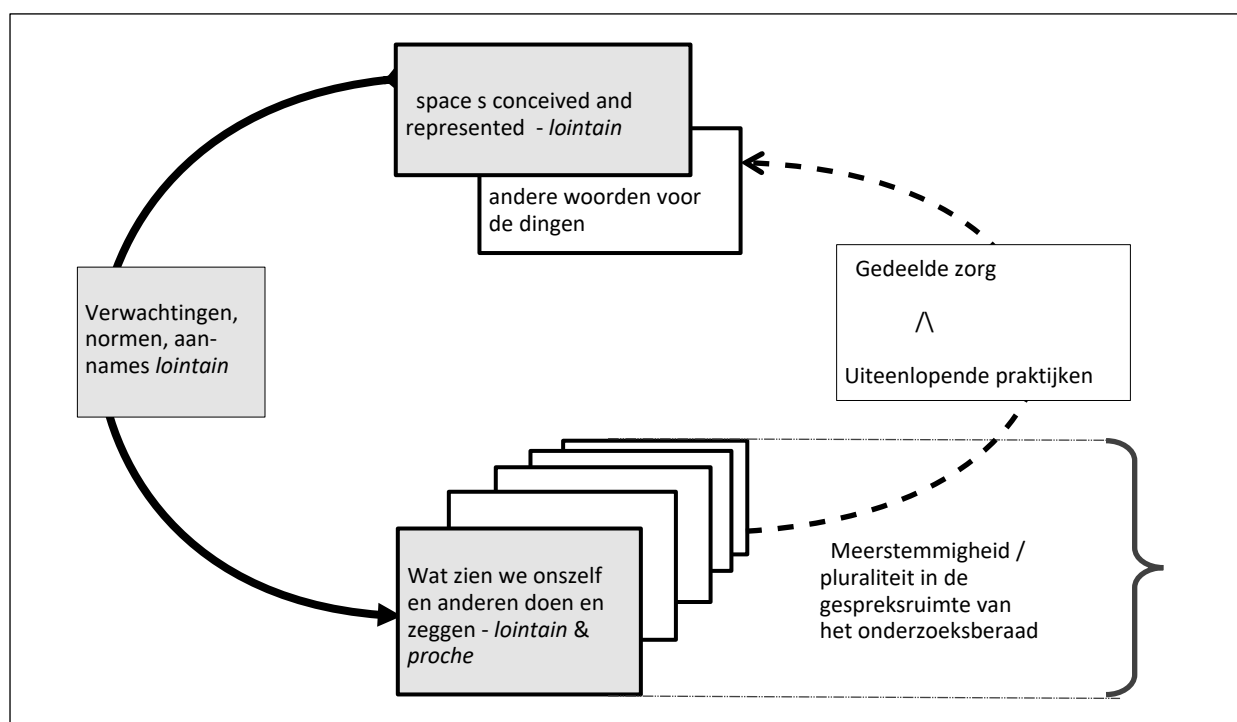 space s conceived and
represented - lointain
andere woorden voor
de dingen
Verwachtingen,
normen, aan-
names lointain
Gedeelde zorg
/\
Uiteenlopende praktijken
Wat zien we onszelf
en anderen doen en
zeggen - lointain &
proche
Meerstemmigheid /
pluraliteit in de
gespreksruimte van
het onderzoeksberaad